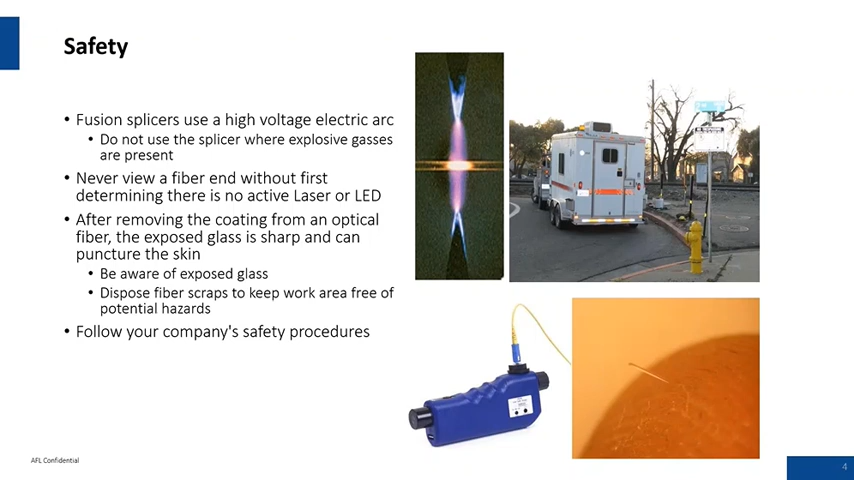 Safety
• Fusion splicers use a high voltage electric arc
• Do not use the splicer where explosive gasses
are present
• Never view a fiber end without first
determining there is no active Laser or LED
• After removing the coating from an optical
fiber, the exposed glass is sharp and can
puncture the skin
• Be aware of exposed glass
• Dispose fiber scraps to keep work area free of
potential hazards
• Follow your company's safety procedures
AFL Confidential
4